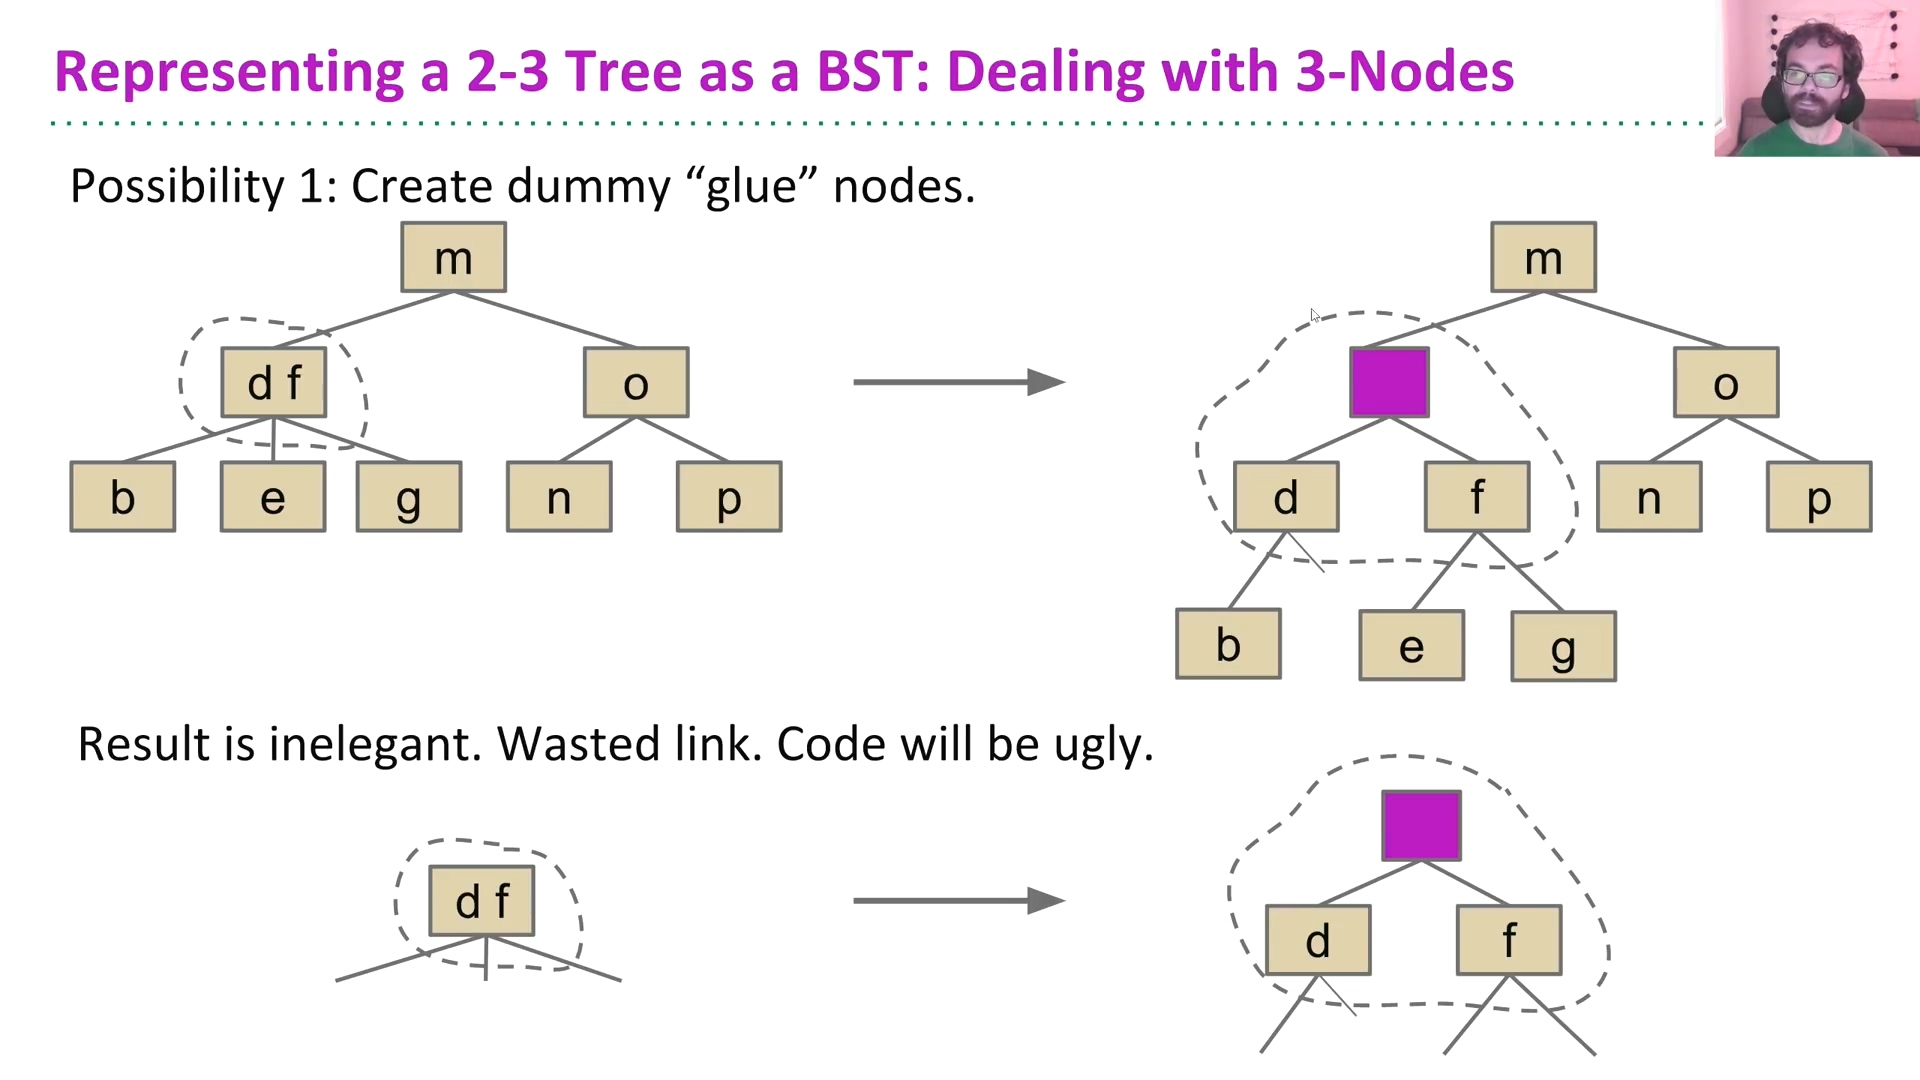 Representing a 2-3 Tree as a BST: Dealing with 3-Nodes
Possibility 1: Create dummy “glue” nodes.
m
d f
o
b
e
g
n
p
m
o
d
f
n
p
b
e
g
Result is inelegant. Wasted link. Code will be ugly.
d f
d
f